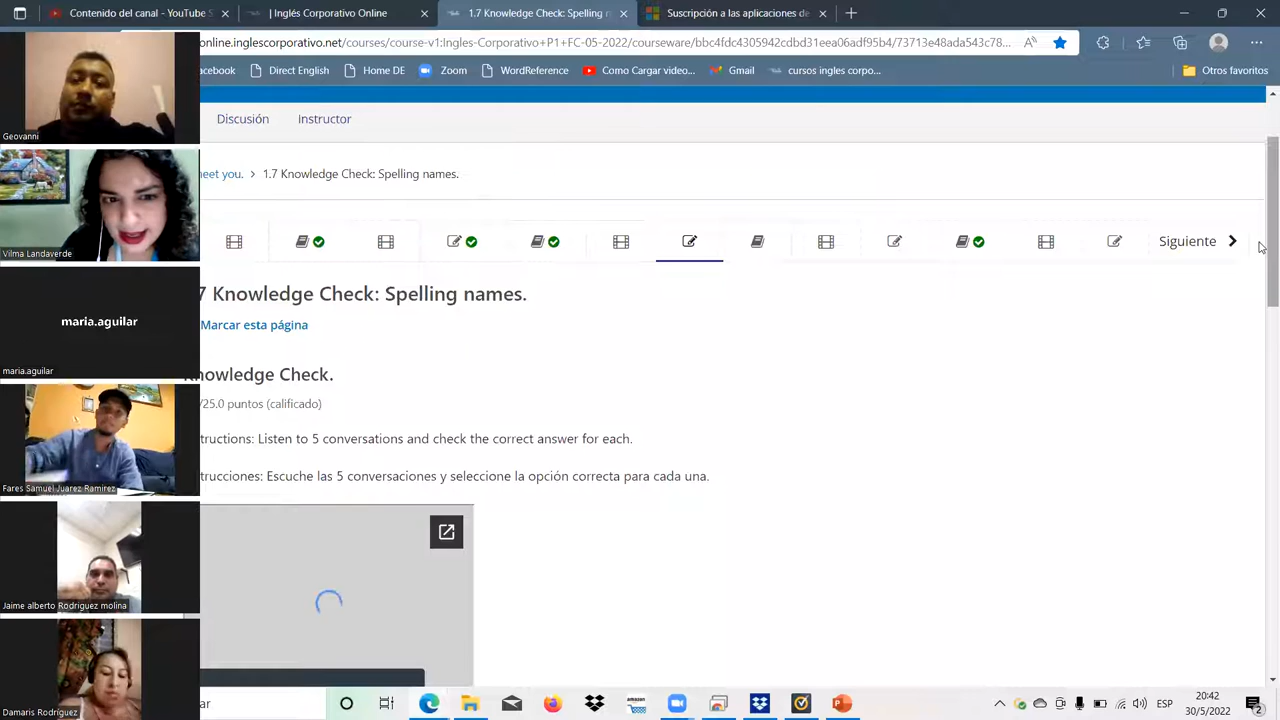 Contenido del canal - YouTube S
Inglés Corporativo Online
1.7 Knowledge Check: Spelling n
Suscripción a las aplicaciones de
online.inglescorporativo.net/courses/course-v1:Ingles-Corporativo+P1+FC-05-2022/courseware/bbc4fdc4305942cdbd31eea06adf95b4/73713e48ada543c78...
acebook
Direct English
Home DE
Zoom
WordReference
Como Cargar video...
Gmail
cursos ingles corpo...
Otros favoritos
Discusión
Instructor
Geovanni
meet you.
1.7 Knowledge Check: Spelling names.
Vilma Landaverde
Siguiente
7 Knowledge Check: Spelling names.
Marcar esta página
maria.aguilar
maria.aguilar
nowledge Check.
/25.0 puntos (calificado)
tructions: Listen to 5 conversations and check the correct answer for each.
trucciones: Escuche las 5 conversaciones y seleccione la opción correcta para cada una.
Fares Samuel Juarez Ramirez
Jaime alberto Rodriguez molina
Damaris Rodríguez
ar
amazon
ESP
20:42
30/5/2022
2